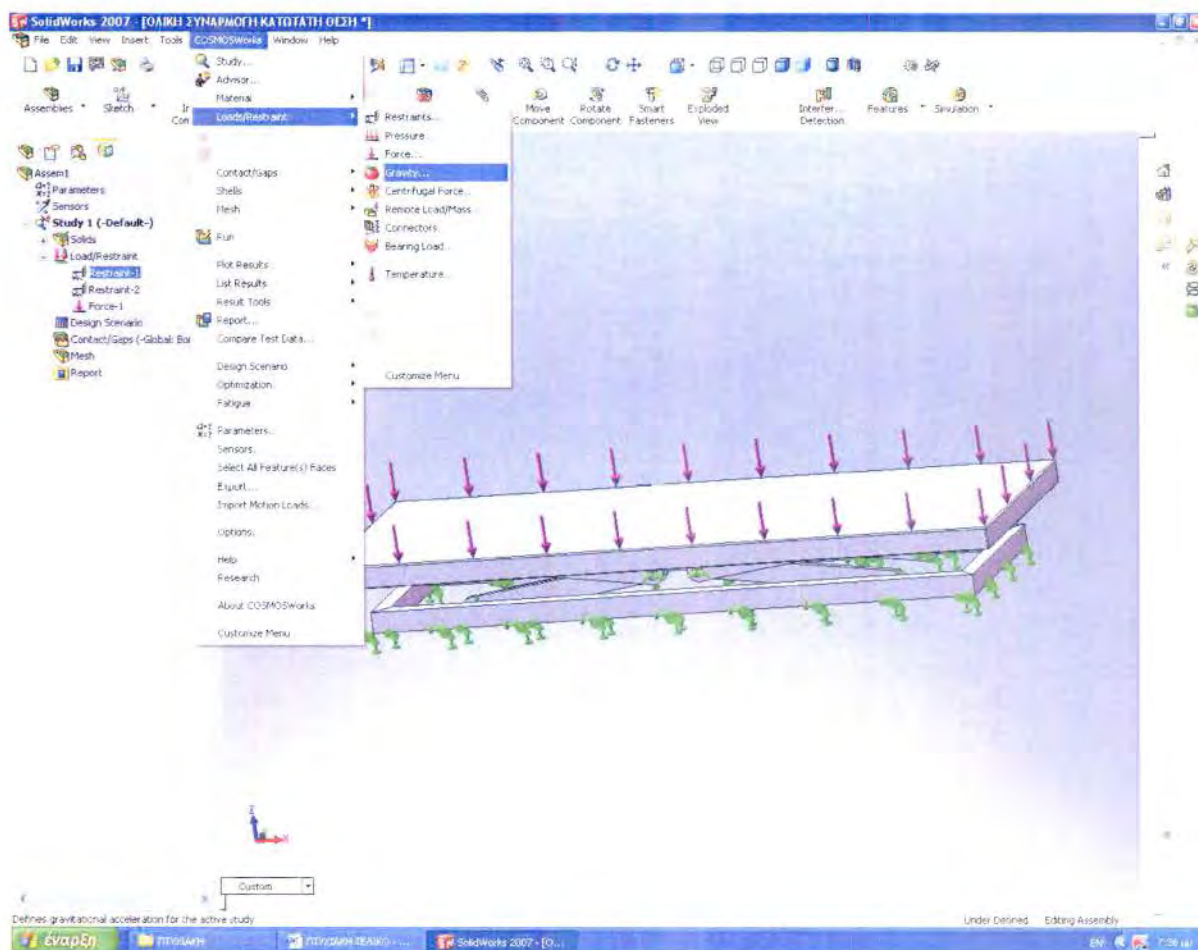 SolidWorks 2007 - [ΟΛΙΚΗ ΣΥΝΑΡΜΟΓΗ ΚΑΤΩΤΑΤΗ ΘΕΣΗ *]
File Edit View Insert Tools COSMOSWorks Window Help
Assemblies Sketch
Move Component
Rotate Component
Smart Fasteners
Exploded View
Interfer... Detection
Features
Simulation
Study...
Advisor...
Material
Loads/Restraint
Contact/Gaps
Shells
Mesh
Run
Plot Results
List Results
Result Tools
Report...
Compare Test Data...
Design Scenario
Optimization
Fatigue
Parameters...
Sensors...
Select All Feature(s) Faces
Export...
Import Motion Loads...
Options...
Help
Research
About COSMOSWorks
Customize Menu
Restraints...
Pressure...
Force...
Gravity...
Centrifugal Force...
Remote Load/Mass...
Connectors...
Bearing Load...
Temperature...
Customize Menu
Assem1
Parameters
Sensors
Study 1 (-Default-)
Solids
Load/Restraint
Restraint-1
Restraint-2
Force-1
Design Scenario
Contact/Gaps (-Global: Bor
Mesh
Report
Z
X
Custom
Defines gravitational acceleration for the active study
Under Defined Editing Assembly
έναρξη
SolidWorks 2007 - [Ο...
EN